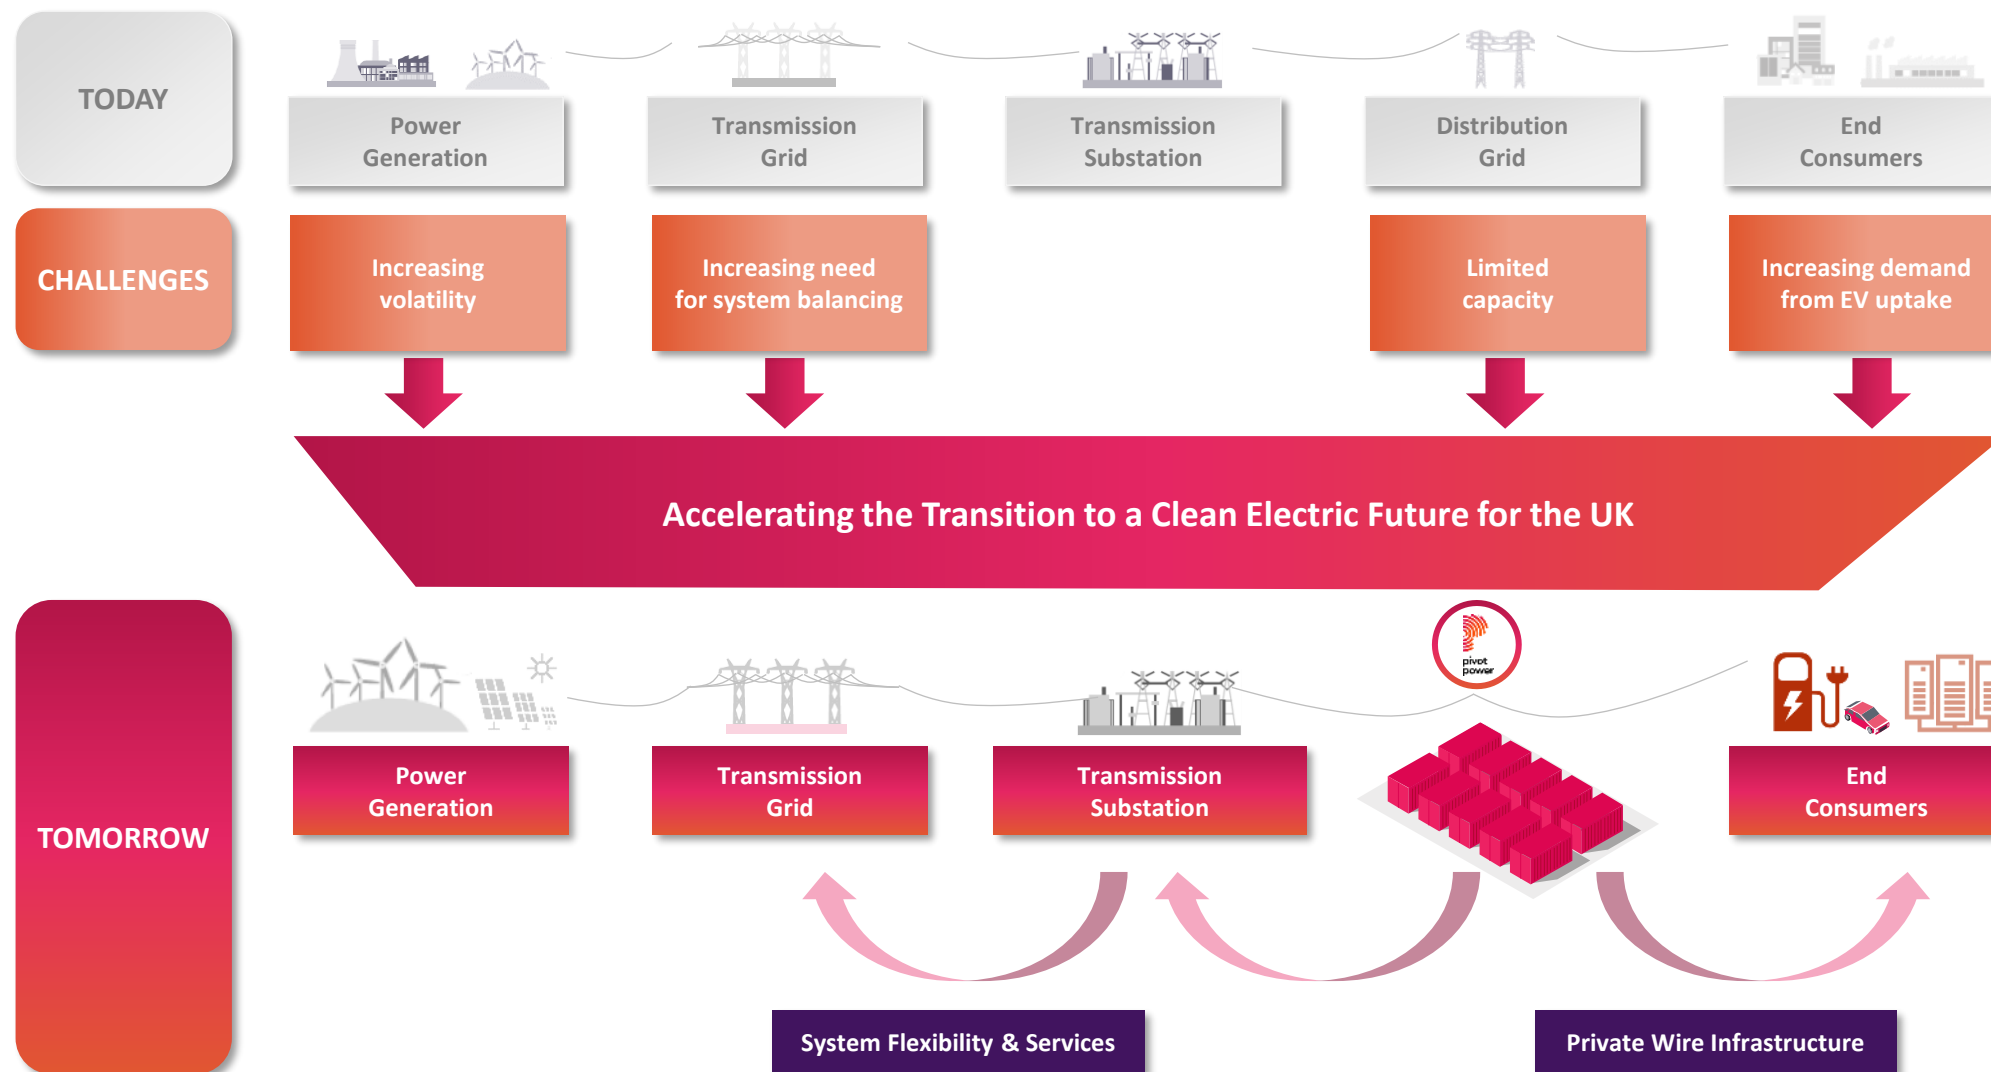 TODAY
Power
Generation
Transmission
Grid
Transmission
Substation
Distribution
Grid
End
Consumers
CHALLENGES
Increasing
volatility
Increasing need
for system balancing
Limited
capacity
Increasing demand
from EV uptake
Accelerating the Transition to a Clean Electric Future for the UK
pivot
power
TOMORROW
Power
Generation
Transmission
Grid
Transmission
Substation
End
Consumers
System Flexibility & Services
Private Wire Infrastructure